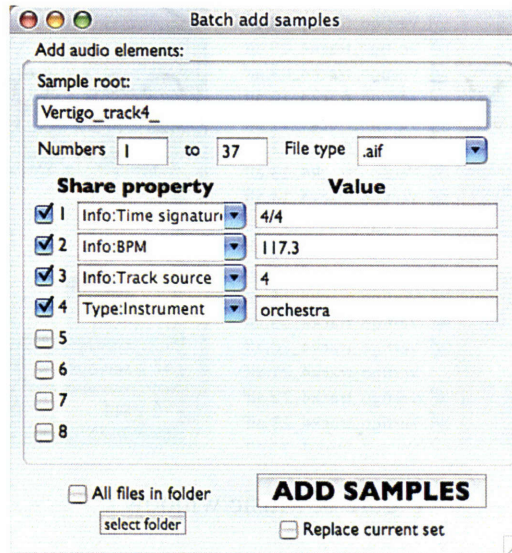 Batch add samples
Add audio elements:
Sample root:
Vertigo_track4_
Numbers 1 to 37 File type .aif
Share property Value
1 Info:Time signature 4/4
2 Info:BPM 117.3
3 Info:Track source 4
4 Type:Instrument orchestra
5
6
7
8
All files in folder ADD SAMPLES
select folder Replace current set